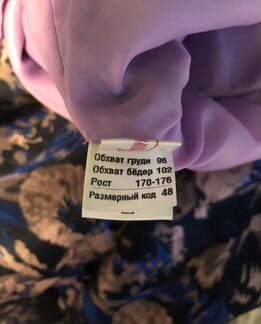 Обхват груди 96
Обхват бёдер 102
Рост 170-176
Размерный код 48